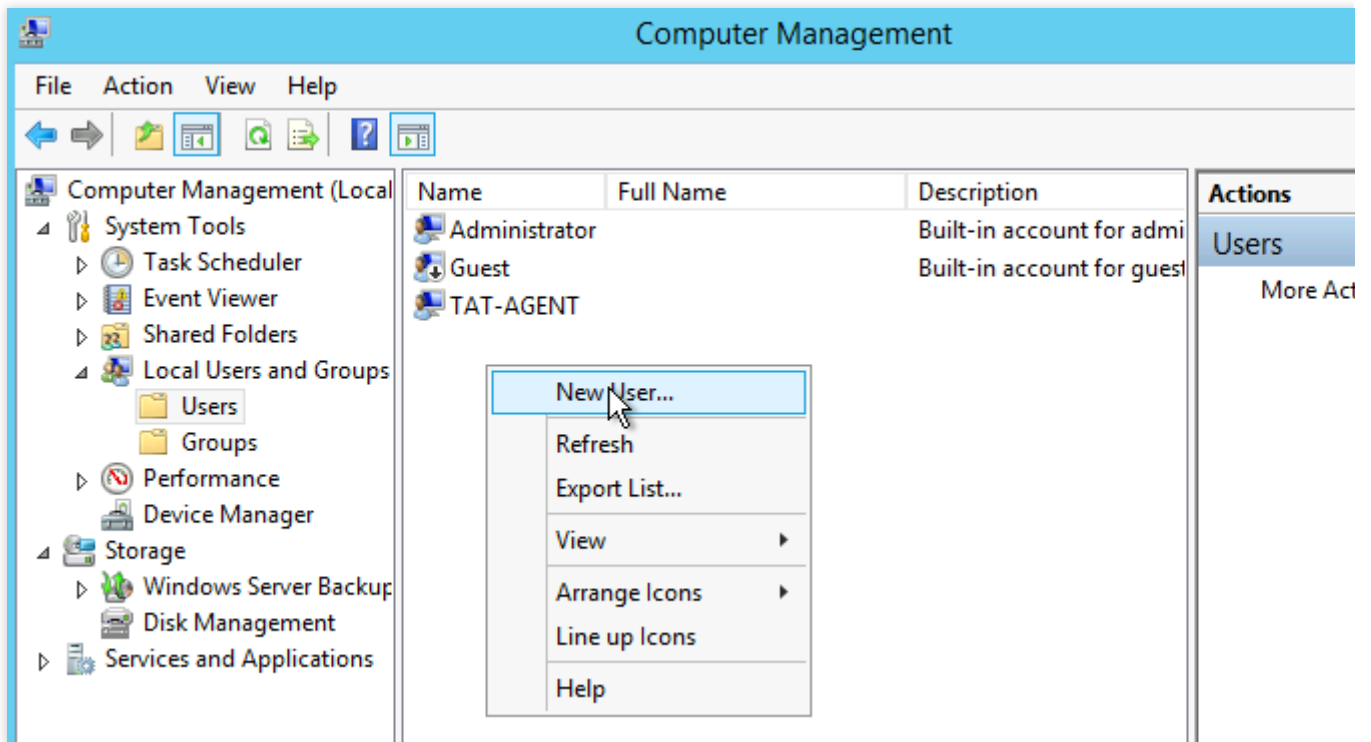 Computer Management
File Action View Help
Computer Management (Local
System Tools
Task Scheduler
Event Viewer
Shared Folders
Local Users and Groups
Users
Groups
Performance
Device Manager
Storage
Windows Server Backup
Disk Management
Services and Applications
Name Full Name Description
Administrator Built-in account for admi
Guest Built-in account for guest
TAT-AGENT
New User...
Refresh
Export List...
View
Arrange Icons
Line up Icons
Help
Actions
Users
More Act